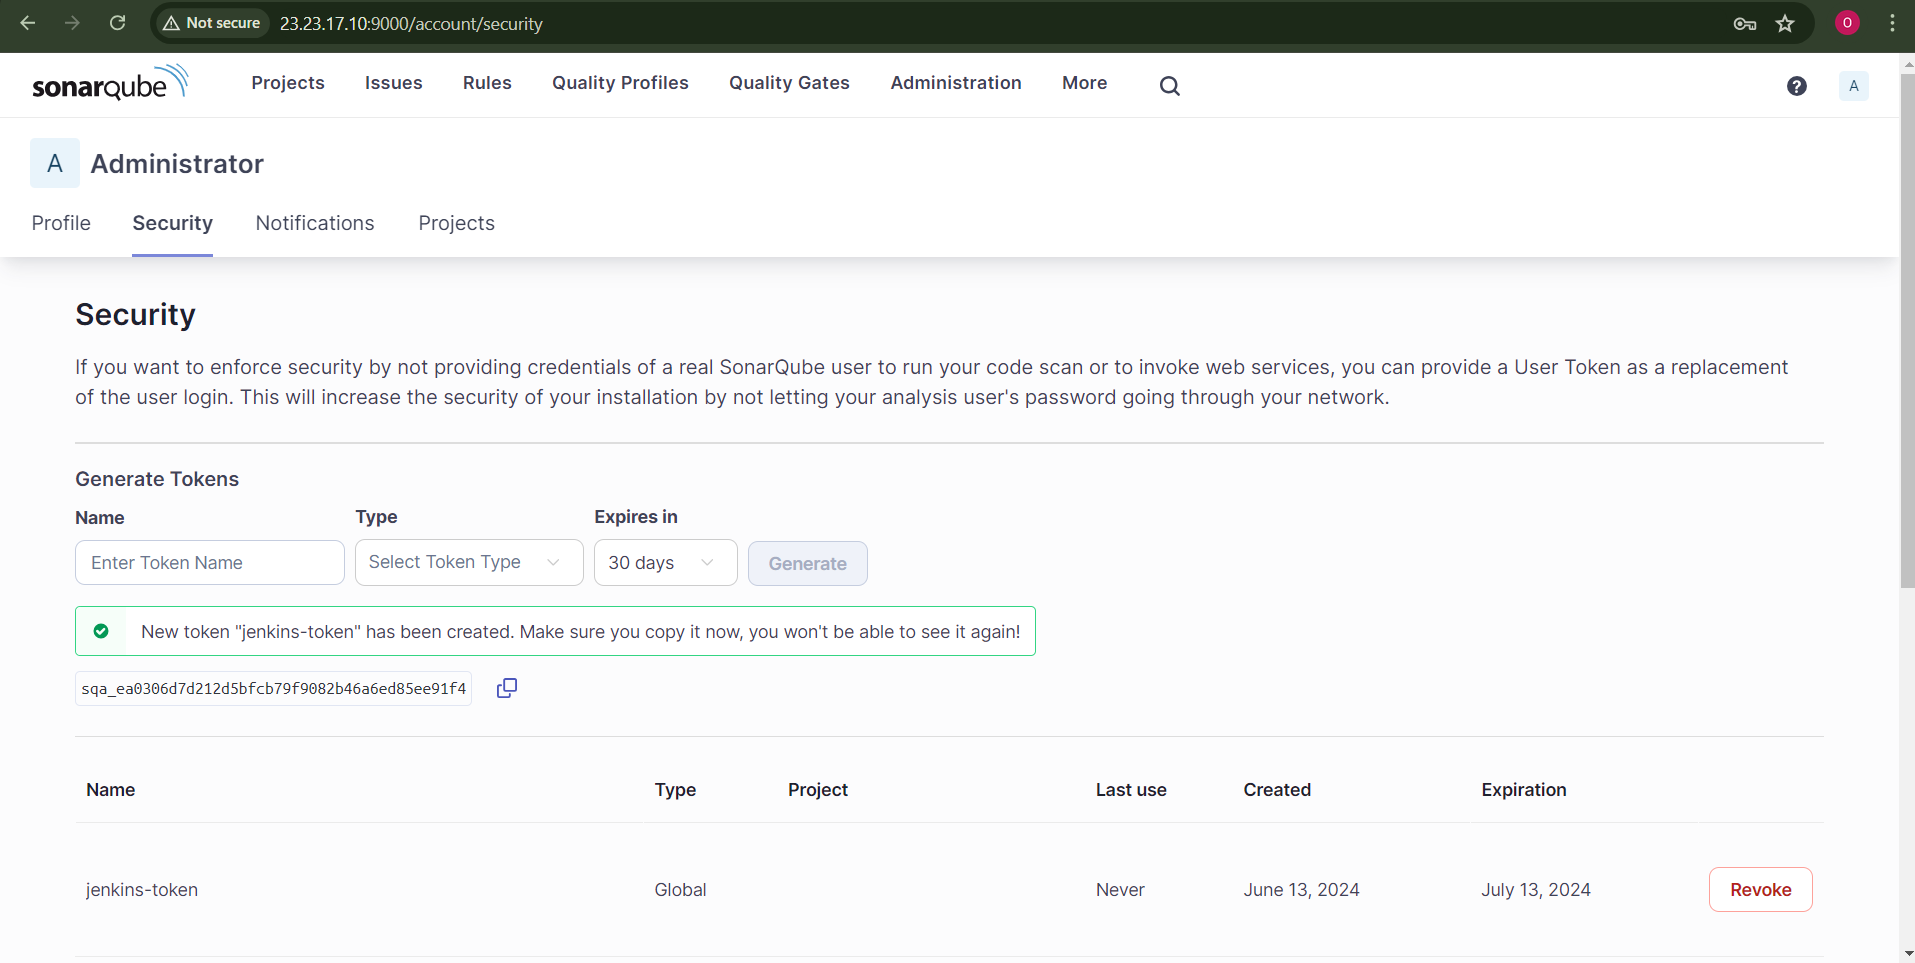 Not secure 23.23.17.10:9000/account/security O
sonarqube Projects Issues Rules Quality Profiles Quality Gates Administration More ? A
A Administrator
Profile Security Notifications Projects
Security
If you want to enforce security by not providing credentials of a real SonarQube user to run your code scan or to invoke web services, you can provide a User Token as a replacement
of the user login. This will increase the security of your installation by not letting your analysis user's password going through your network.
Generate Tokens
Name Type Expires in
Enter Token Name Select Token Type 30 days Generate
New token "jenkins-token" has been created. Make sure you copy it now, you won't be able to see it again!
sqa_ea0306d7d212d5bfcb79f9082b46a6ed85ee91f4
Name Type Project Last use Created Expiration
jenkins-token Global Never June 13, 2024 July 13, 2024 Revoke